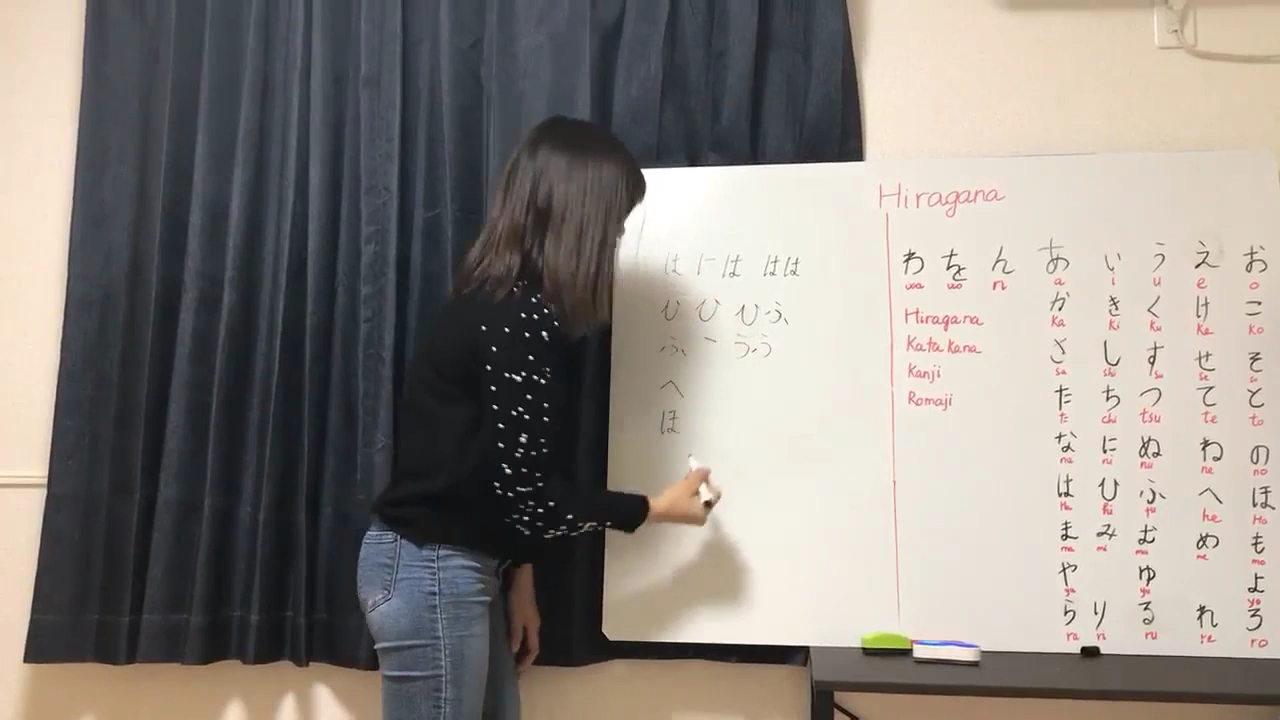 は には はは
ひ ひ ひふ
ふ う.う
へ
ほ
Hiragana
わ を ん
wa wo n
Hiragana
Katakana
Kanji
Romaji
あ い う え お
a i u e o
か き く け こ
ka ki ku ke ko
さ し す せ そ
sa shi su se so
た ち つ て と
t chi tsu te to
な に ぬ ね の
na ni nu ne no
は ひ ふ へ ほ
Ha hi fu he Ho
ま み む め も
ma mi mu me mo
や ゆ よ
ya yu yo
ら り る れ ろ
ra ri ru re ro